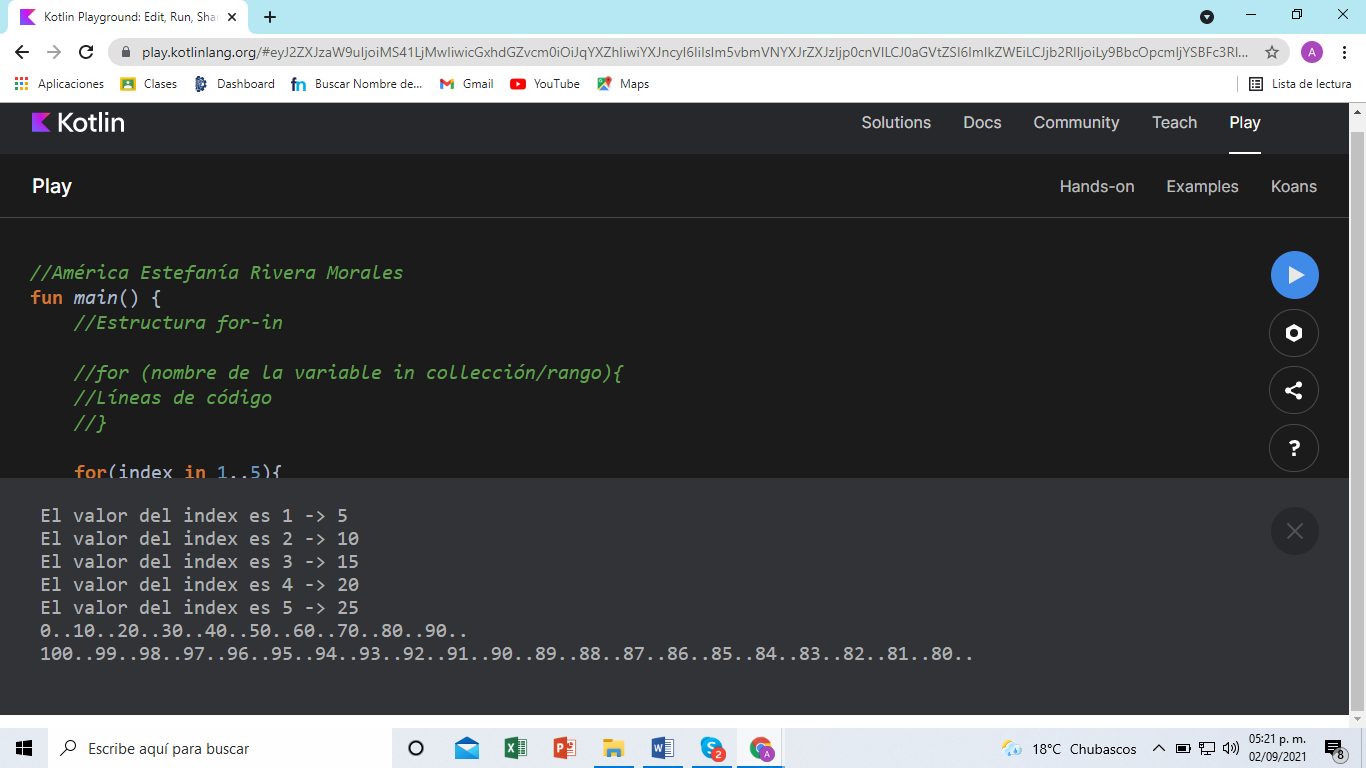 Kotlin Playground: Edit, Run, Sha
play.kotlinlang.org/#
Aplicaciones Clases Dashboard fn Buscar Nombre de... Gmail YouTube Maps Lista de lectura
Kotlin Solutions Docs Community Teach Play
Play Hands-on Examples Koans
//América Estefanía Rivera Morales
fun main() {
//Estructura for-in
//for (nombre de la variable in collección/rango){
//Líneas de código
//}
for(index in 1..5){
?
El valor del index es 1 -> 5
El valor del index es 2 -> 10
El valor del index es 3 -> 15
El valor del index es 4 -> 20
El valor del index es 5 -> 25
0..10..20..30..40..50..60..70..80..90..
100..99..98..97..96..95..94..93..92..91..90..89..88..87..86..85..84..83..82..81..80..
Escribe aquí para buscar
2
A
18°C Chubascos
05:21 p. m.
02/09/2021
8